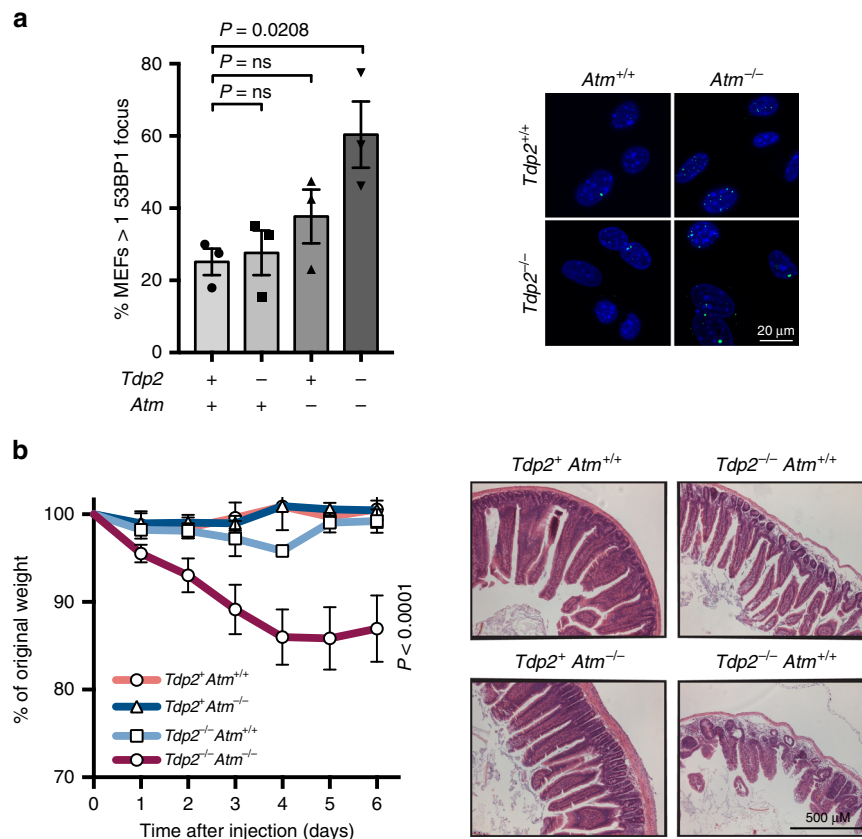 a
P = 0.0208
P = ns
P = ns
80
60
40
20
0
% MEFs > 1 53BP1 focus
Tdp2 + − + −
Atm + + − −
Atm+/+ Atm−/−
Tdp2+/+
Tdp2−/−
20 µm
b
100
90
80
70
% of original weight
0 1 2 3 4 5 6
Time after injection (days)
P < 0.0001
Tdp2+Atm+/+
Tdp2+Atm−/−
Tdp2−/−Atm+/+
Tdp2−/−Atm−/−
Tdp2+ Atm+/+ Tdp2−/− Atm+/+
Tdp2+ Atm−/− Tdp2−/− Atm+/+
500 µM